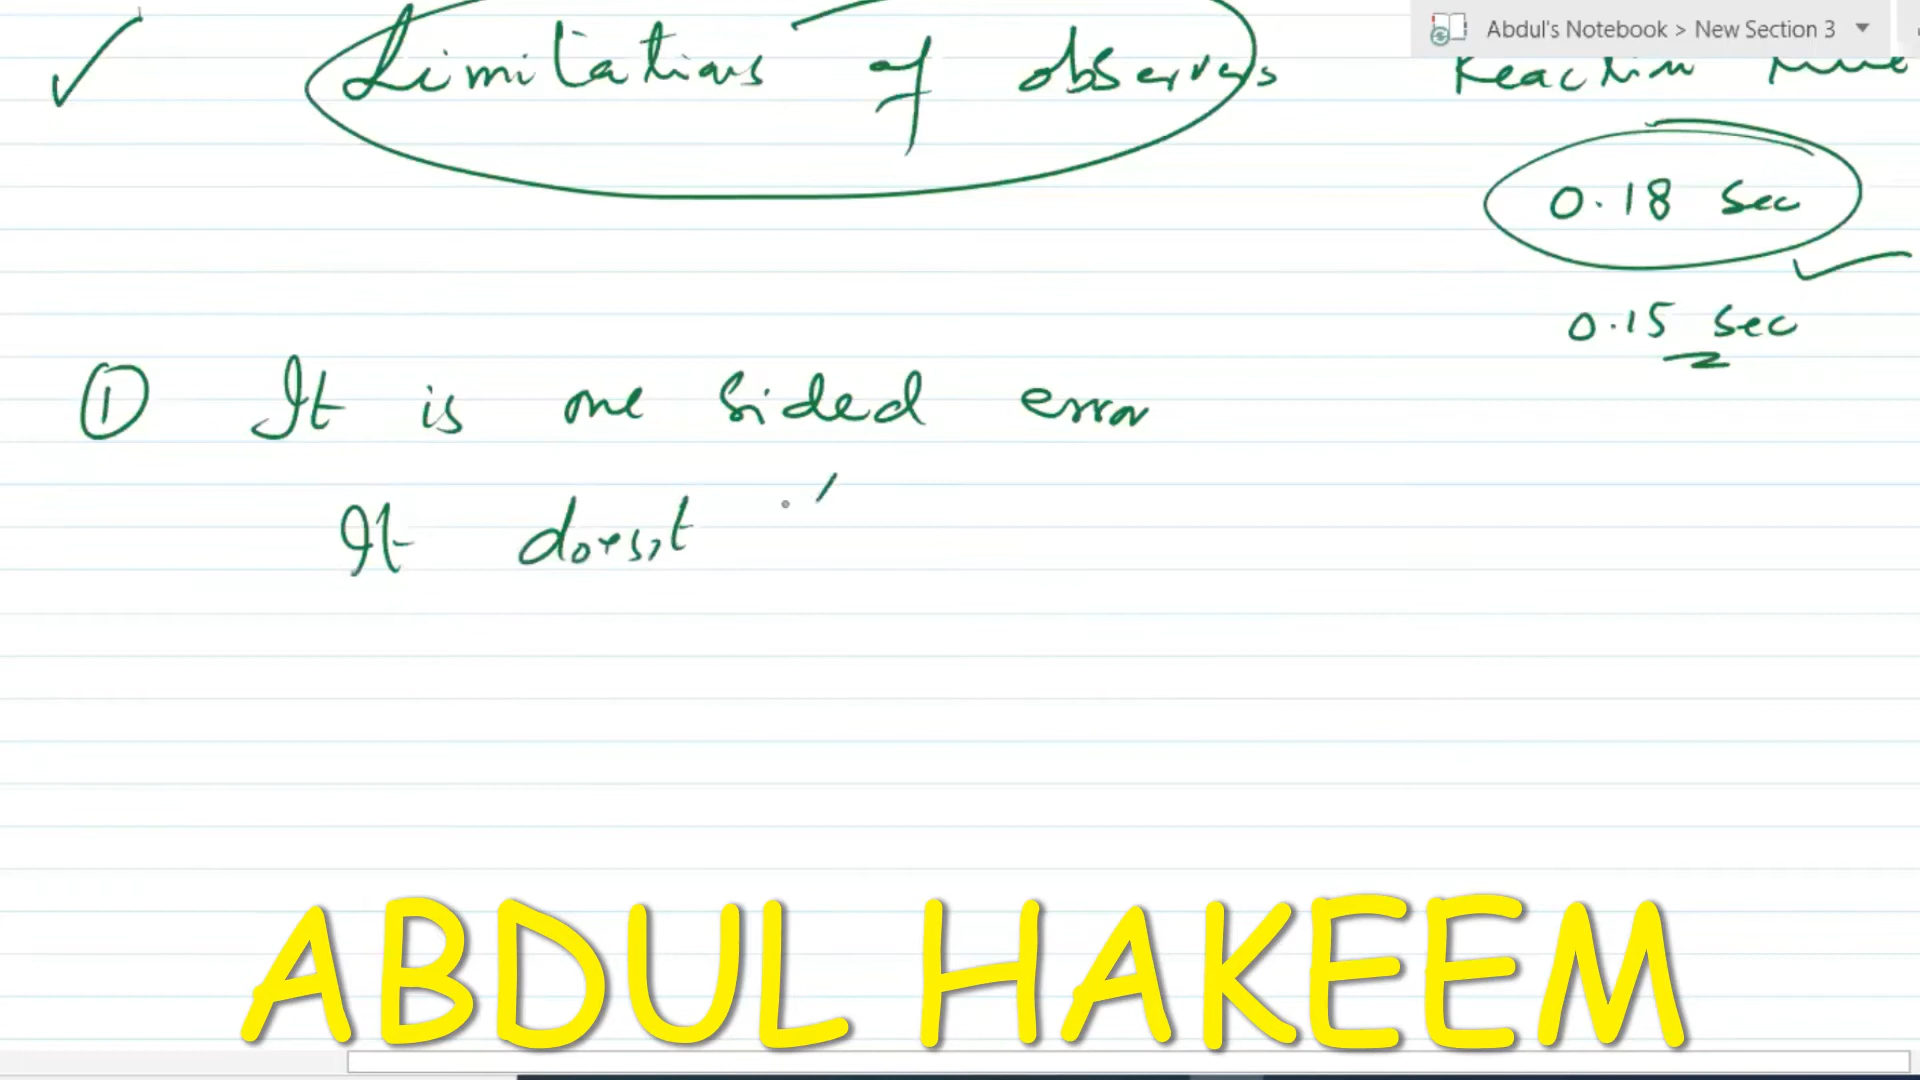 Abdul's Notebook > New Section 3
Limitations of observers
Reaction time
0.18 sec
0.15 sec
① It is one sided error
It does,t
ABDUL HAKEEM